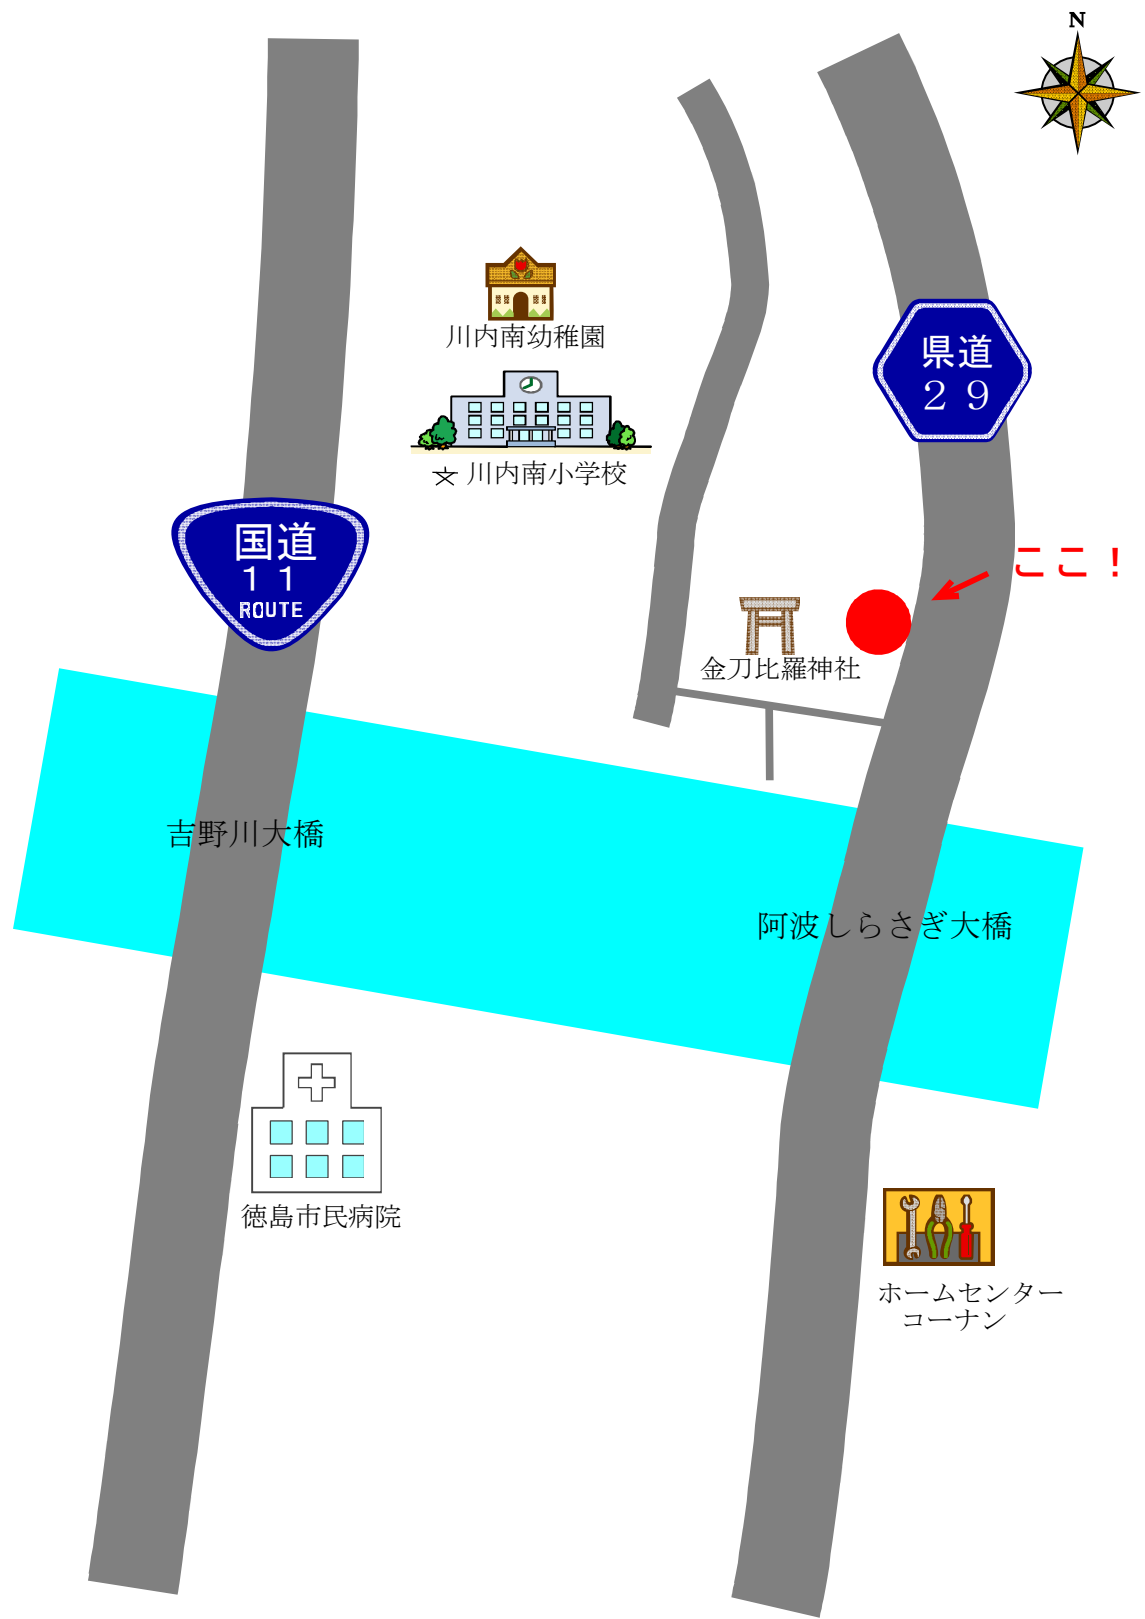 N
川内南幼稚園
県道
２９
文 川内南小学校
国道
１１
ROUTE
ここ！
金刀比羅神社
吉野川大橋
阿波しらさぎ大橋
徳島市民病院
ホームセンター
コーナン